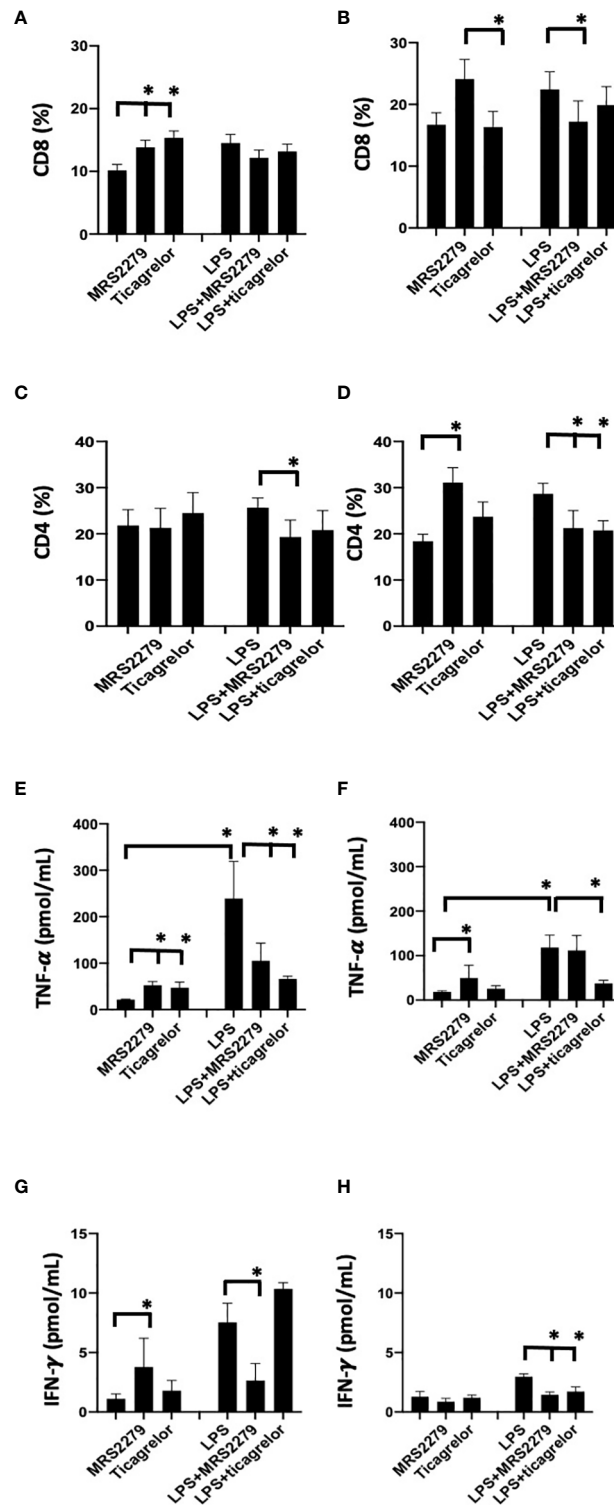 A
CD8 (%)
30
20
10
0
* *
MRS2279
Ticagrelor
LPS
LPS+MRS2279
LPS+ticagrelor
B
CD8 (%)
30
20
10
0
* *
MRS2279
Ticagrelor
LPS
LPS+MRS2279
LPS+ticagrelor
C
CD4 (%)
40
30
20
10
0
*
MRS2279
Ticagrelor
LPS
LPS+MRS2279
LPS+ticagrelor
D
CD4 (%)
40
30
20
10
0
* * *
MRS2279
Ticagrelor
LPS
LPS+MRS2279
LPS+ticagrelor
E
TNF-α (pmol/mL)
400
300
200
100
0
* * * * *
MRS2279
Ticagrelor
LPS
LPS+MRS2279
LPS+ticagrelor
F
TNF-α (pmol/mL)
400
300
200
100
0
* * *
MRS2279
Ticagrelor
LPS
LPS+MRS2279
LPS+ticagrelor
G
IFN-γ (pmol/mL)
15
10
5
0
* *
MRS2279
Ticagrelor
LPS
LPS+MRS2279
LPS+ticagrelor
H
IFN-γ (pmol/mL)
15
10
5
0
* *
MRS2279
Ticagrelor
LPS
LPS+MRS2279
LPS+ticagrelor